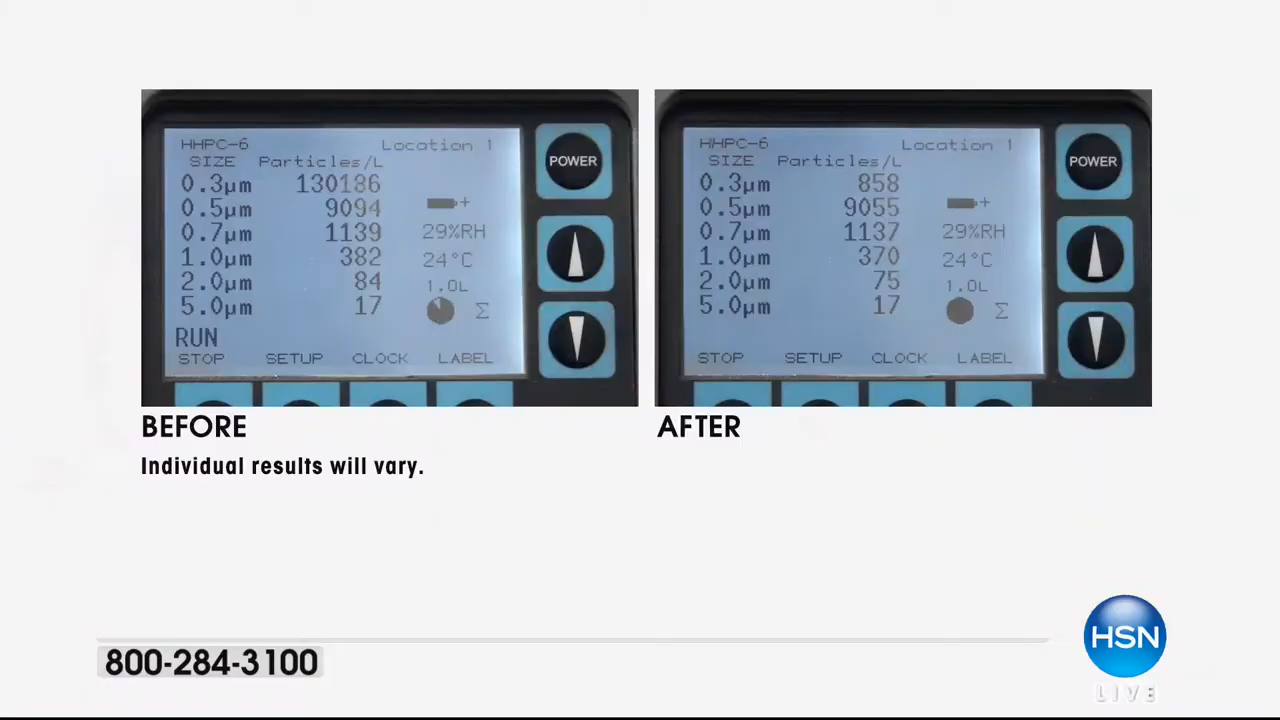 HHPC-6 Location 1
SIZE Particles/L
0.3µm 130186
0.5µm 9094
0.7µm 1139 29%RH
1.0µm 382 24°C
2.0µm 84 1.0L
5.0µm 17 Σ
RUN
STOP SETUP CLOCK LABEL
POWER
HHPC-6 Location 1
SIZE Particles/L
0.3µm 858
0.5µm 9055
0.7µm 1137 29%RH
1.0µm 370 24°C
2.0µm 75 1.0L
5.0µm 17 Σ
STOP SETUP CLOCK LABEL
POWER
BEFORE
AFTER
Individual results will vary.
800-284-3100
HSN
LIVE